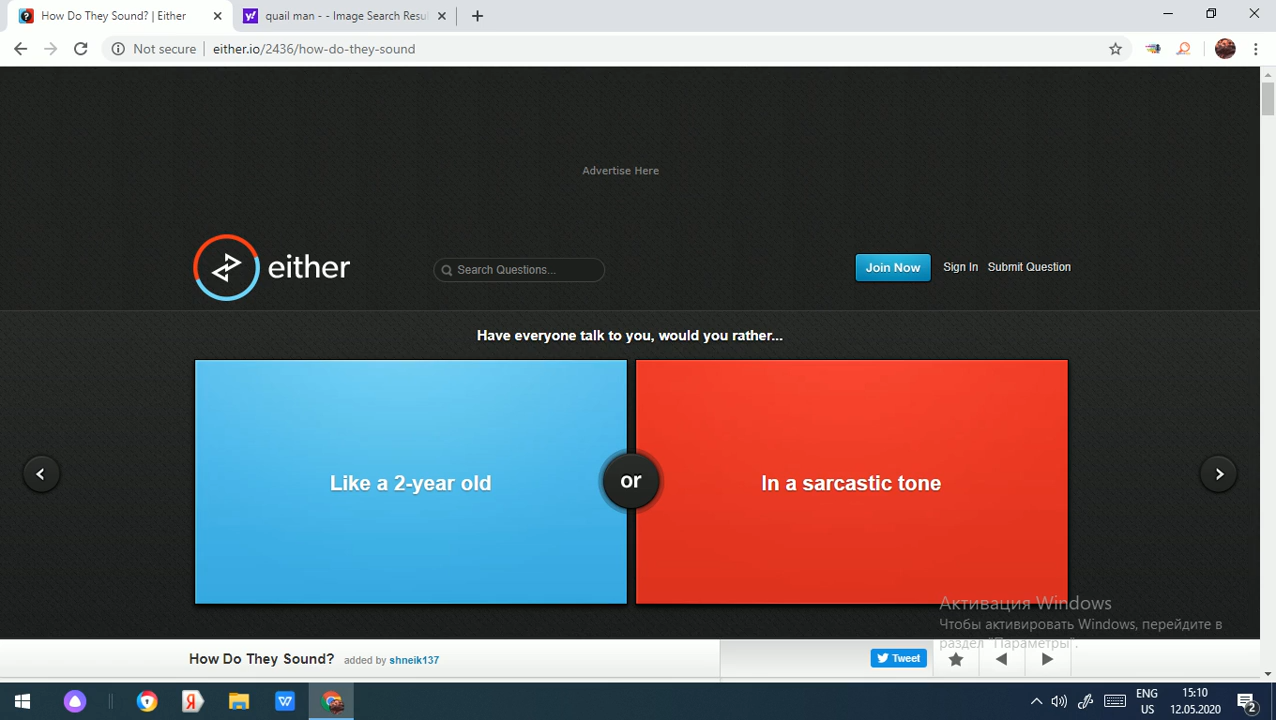 How Do They Sound? | Either
quail man - - Image Search Resul
Not secure
either.io/2436/how-do-they-sound
Advertise Here
either
Search Questions...
Join Now
Sign In
Submit Question
Have everyone talk to you, would you rather...
Like a 2-year old
or
In a sarcastic tone
Активация Windows
Чтобы активировать Windows, перейдите в
раздел "Параметры".
How Do They Sound?
added by shneik137
Tweet
ENG
US
15:10
12.05.2020
2